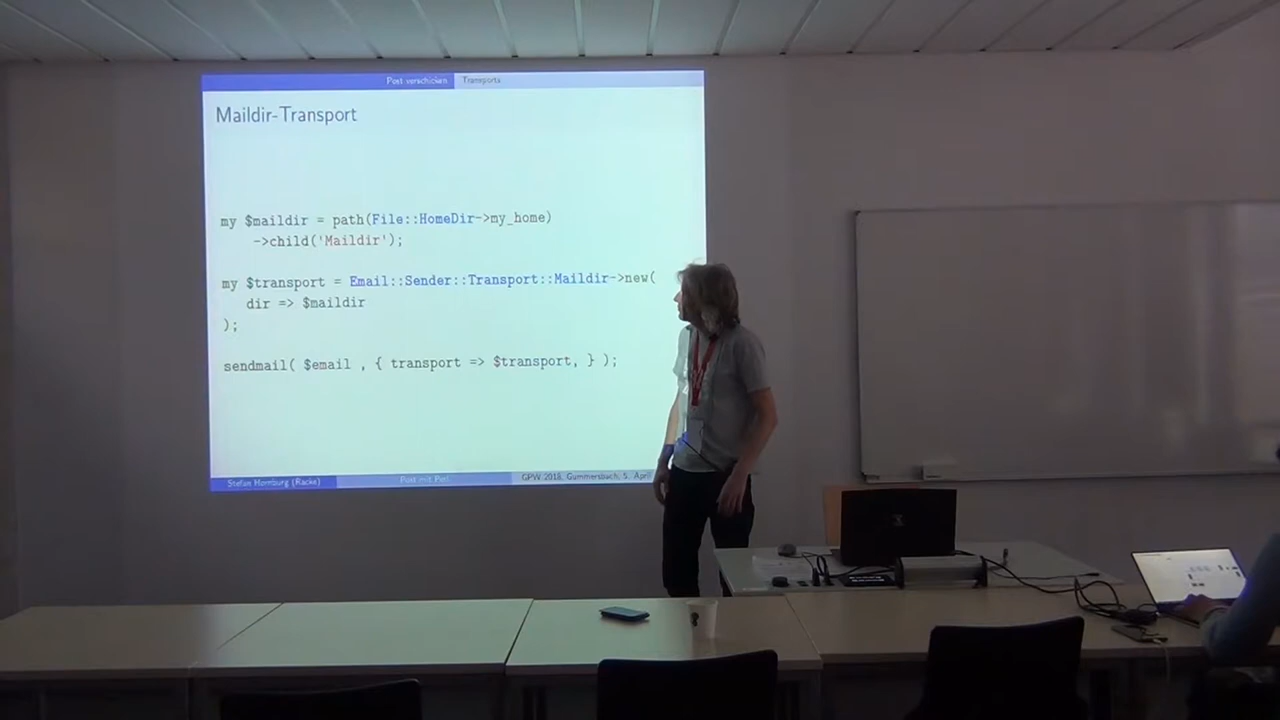 Post verschicken Transports
Maildir-Transport
my $maildir = path(File::HomeDir->my_home)
->child('Maildir');
my $transport = Email::Sender::Transport::Maildir->new(
dir => $maildir
);
sendmail( $email , { transport => $transport, } );
Stefan Hornburg (Racke) Post mit Perl GPW 2018, Gummersbach, 5. April